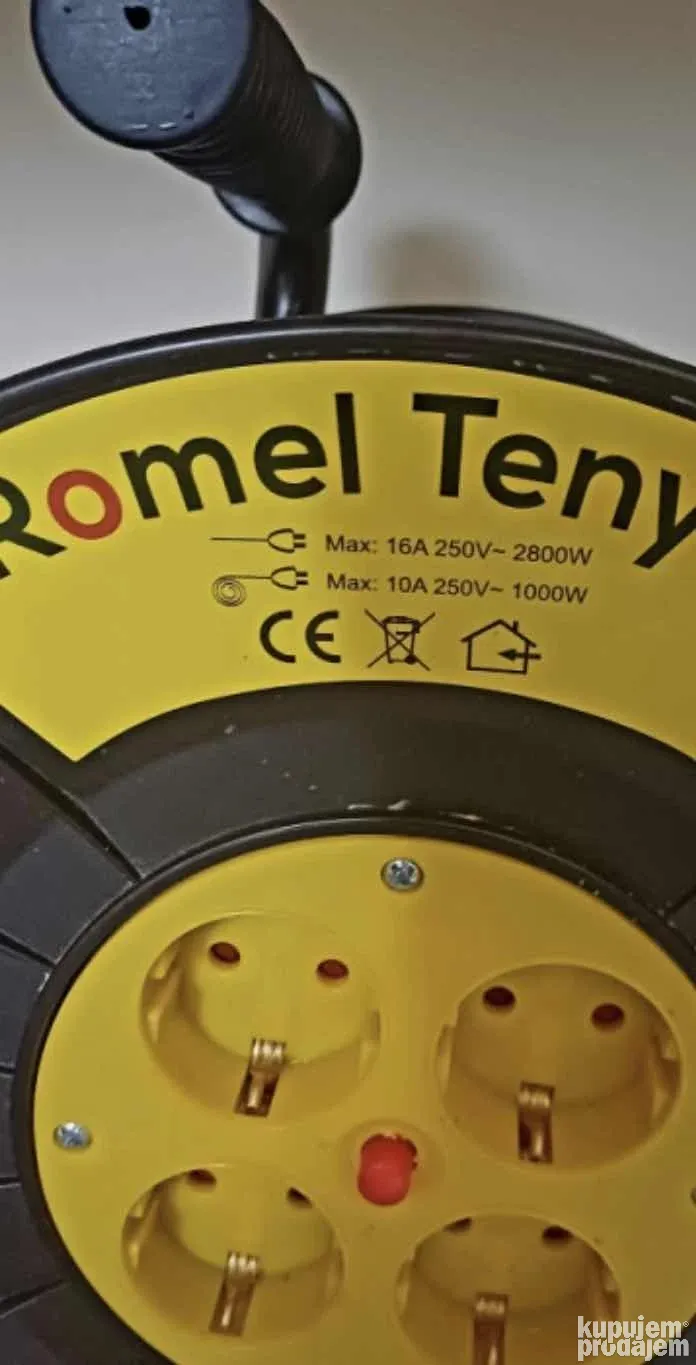 Romel Teny
Max: 16A 250V~ 2800W
Max: 10A 250V~ 1000W
CE
kupujem
prodajem